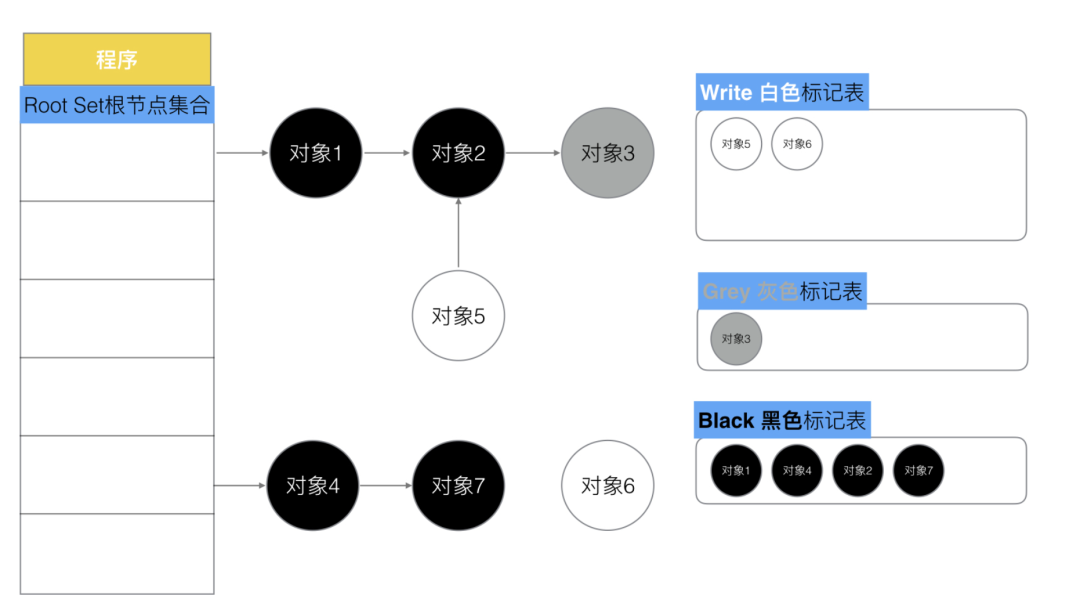 程序
Root Set根节点集合
对象1
对象2
对象3
对象5
对象4
对象7
对象6
Write 白色标记表
对象5
对象6
Grey 灰色标记表
对象3
Black 黑色标记表
对象1
对象4
对象2
对象7